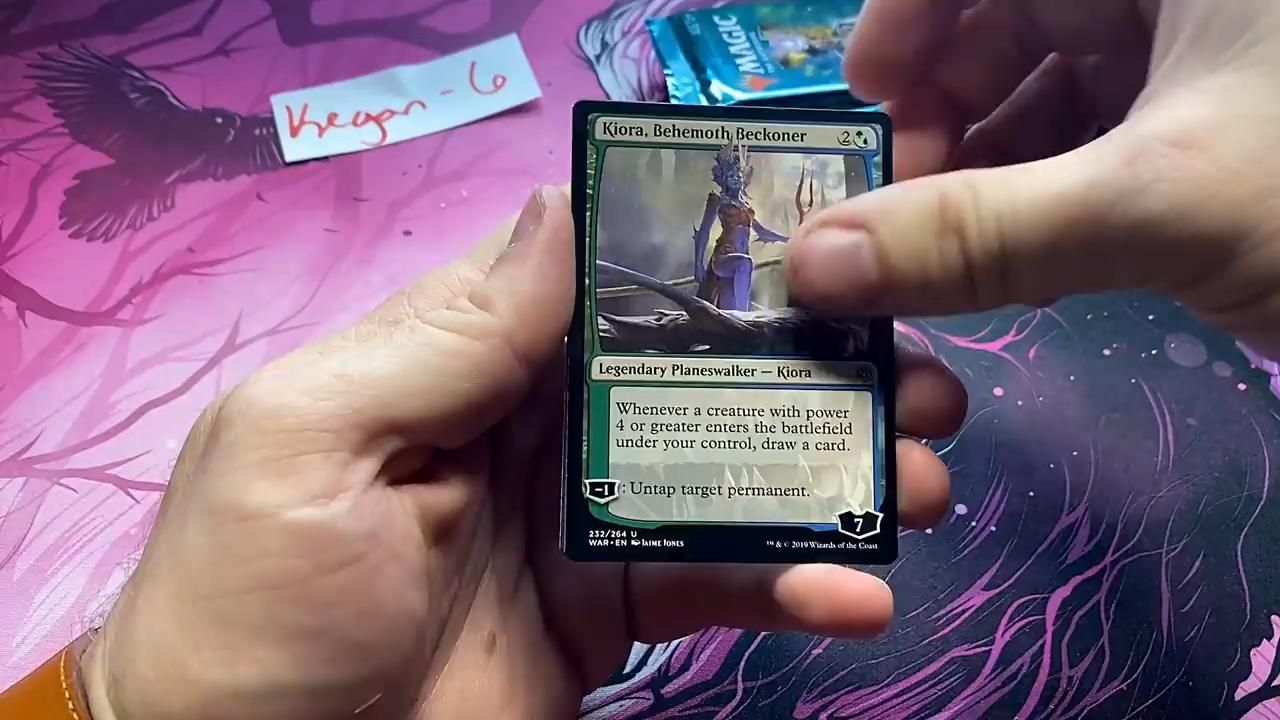 Kegan - 6
MAGIC
Kiora, Behemoth Beckoner 2
Legendary Planeswalker — Kiora
Whenever a creature with power
4 or greater enters the battlefield
under your control, draw a card.
-1: Untap target permanent.
7
232/264 U
WAR • EN JAIME JONES
™ & © 2019 Wizards of the Coast